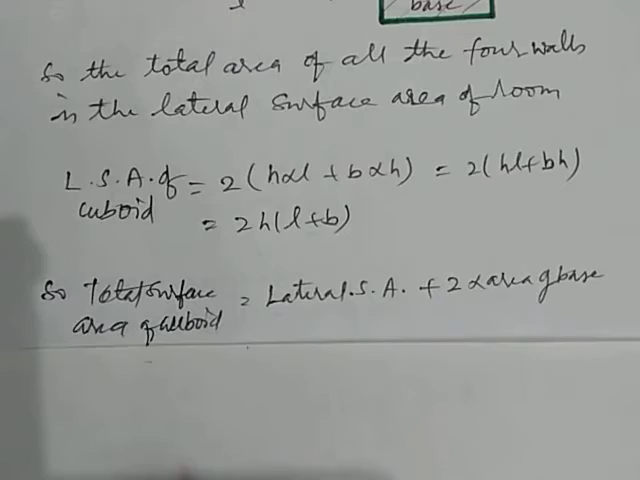 l
base
So the total area of all the four walls
is the lateral surface area of room
L.S.A. of cuboid = 2(h×l + b×h) = 2(hl+bh)
= 2h(l+b)
So Total surface area of cuboid = Lateral.S.A. + 2×area of base